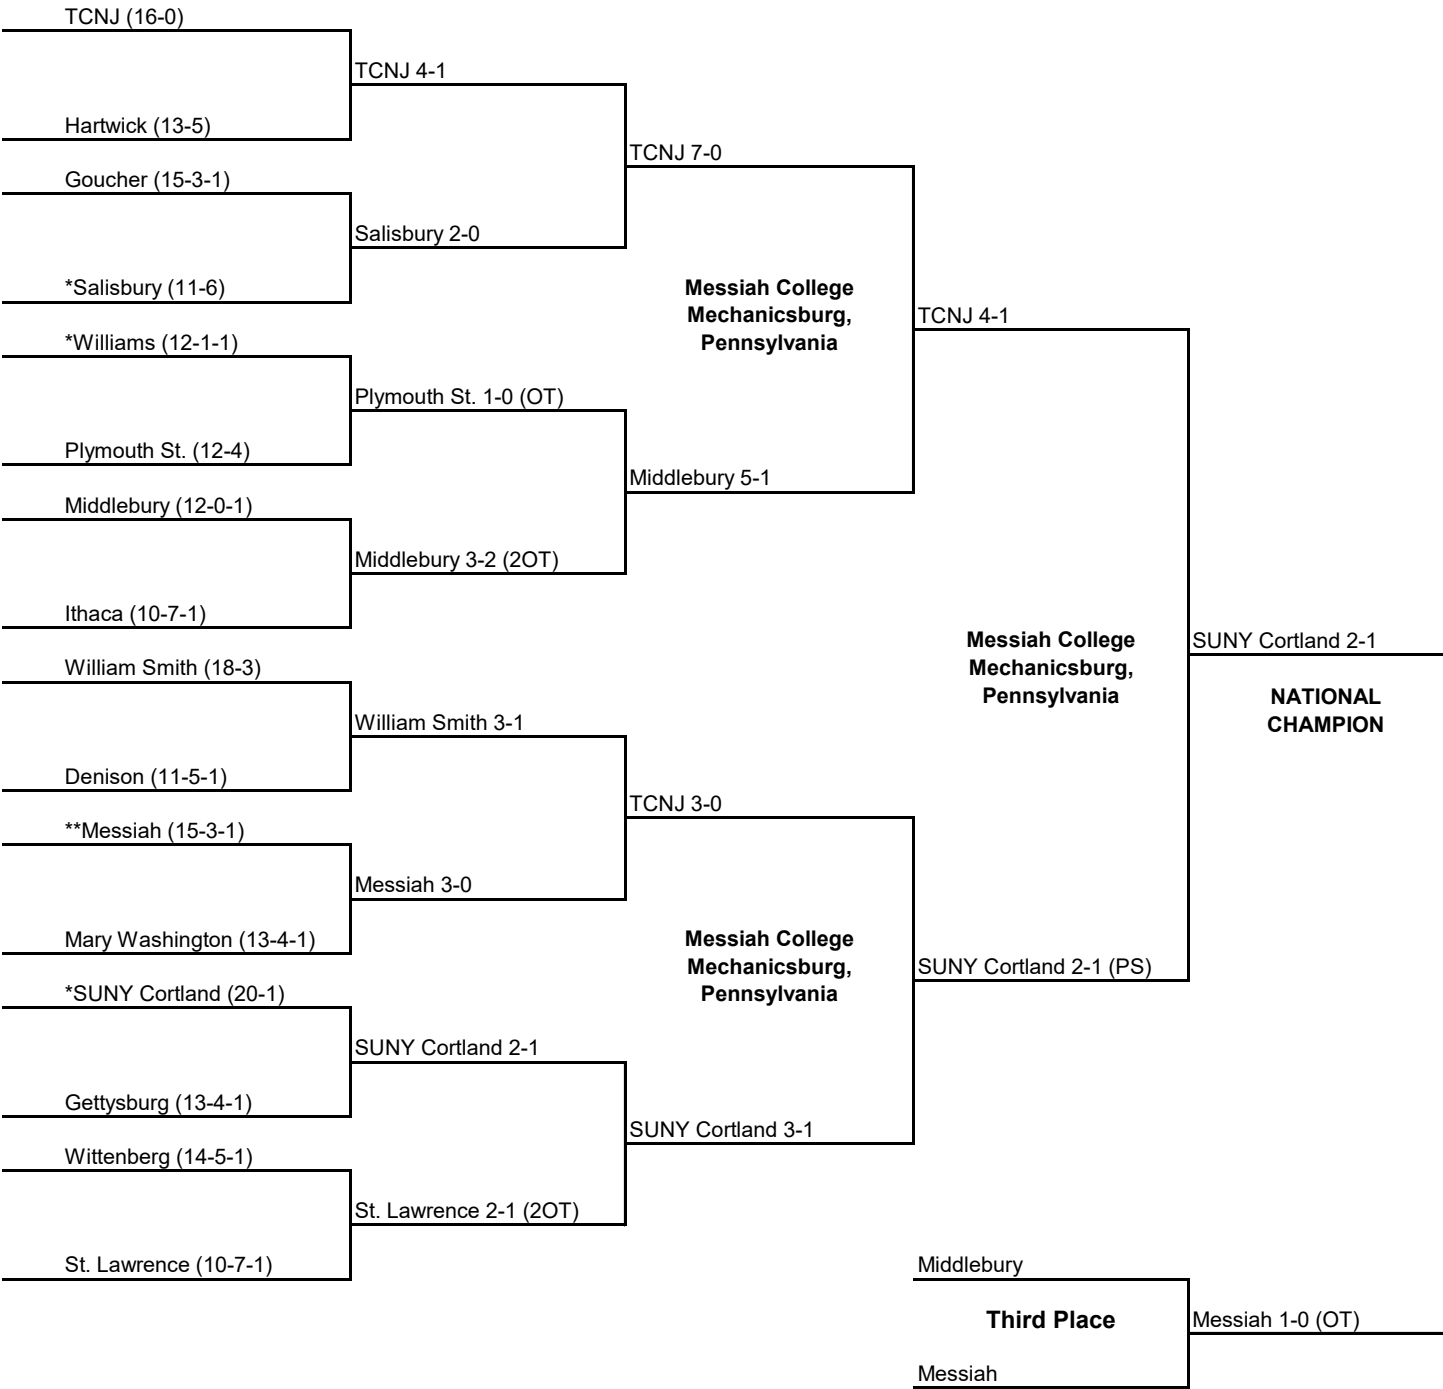 TCNJ (16-0)
TCNJ 4-1
Hartwick (13-5)
TCNJ 7-0
Goucher (15-3-1)
Salisbury 2-0
*Salisbury (11-6)
Messiah College
Mechanicsburg,
Pennsylvania
TCNJ 4-1
*Williams (12-1-1)
Plymouth St. 1-0 (OT)
Plymouth St. (12-4)
Middlebury 5-1
Middlebury (12-0-1)
Middlebury 3-2 (2OT)
Ithaca (10-7-1)
Messiah College
Mechanicsburg,
Pennsylvania
SUNY Cortland 2-1
NATIONAL
CHAMPION
William Smith (18-3)
William Smith 3-1
Denison (11-5-1)
TCNJ 3-0
**Messiah (15-3-1)
Messiah 3-0
Mary Washington (13-4-1)
Messiah College
Mechanicsburg,
Pennsylvania
SUNY Cortland 2-1 (PS)
*SUNY Cortland (20-1)
SUNY Cortland 2-1
Gettysburg (13-4-1)
SUNY Cortland 3-1
Wittenberg (14-5-1)
St. Lawrence 2-1 (2OT)
St. Lawrence (10-7-1)
Middlebury
Third Place
Messiah 1-0 (OT)
Messiah